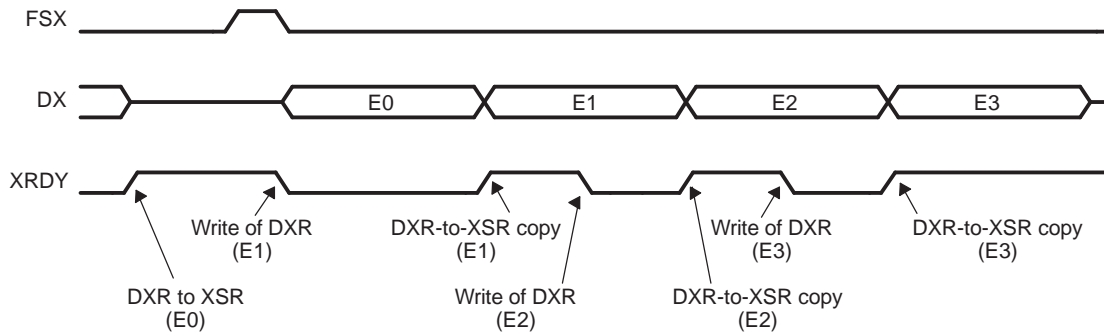 FSX
DX
E0
E1
E2
E3
XRDY
Write of DXR
(E1)
DXR-to-XSR copy
(E1)
Write of DXR
(E3)
DXR-to-XSR copy
(E3)
DXR to XSR
(E0)
Write of DXR
(E2)
DXR-to-XSR copy
(E2)